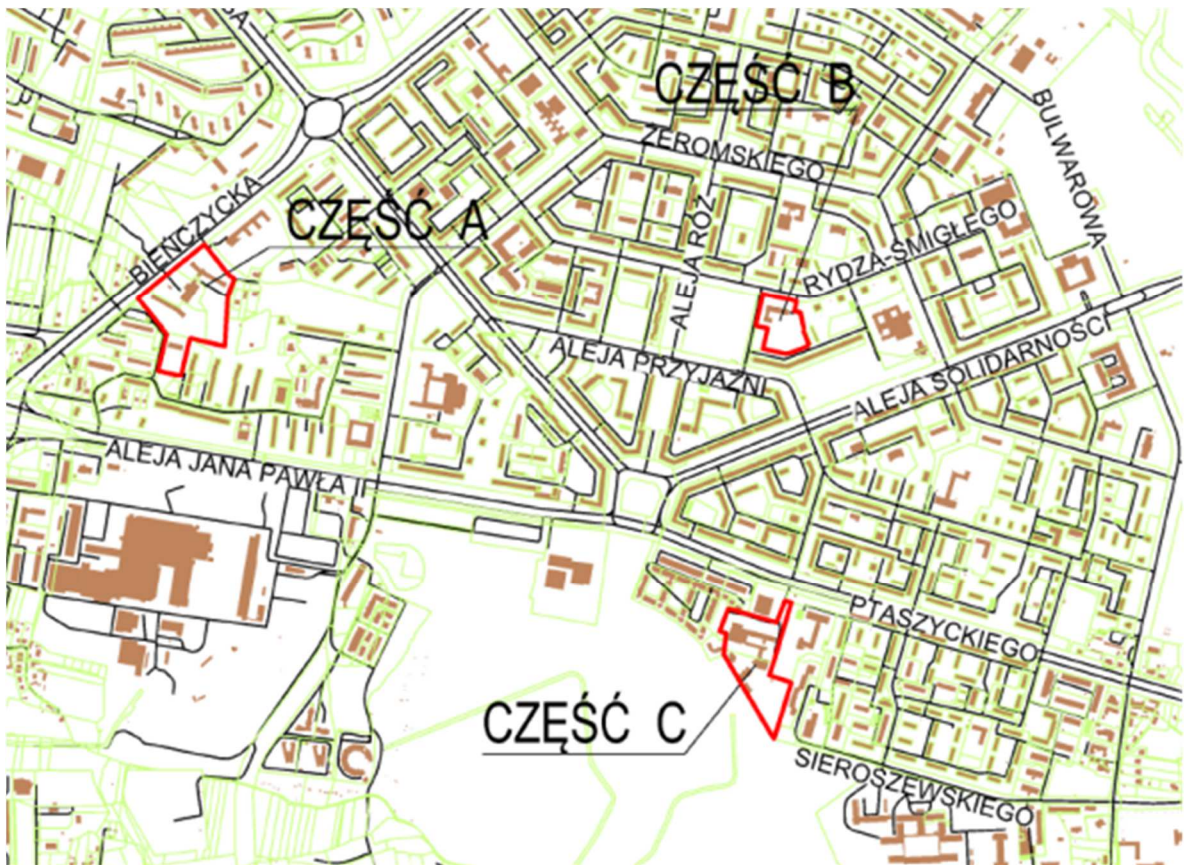 CZĘŚĆ B
BULWAROWA
ŻEROMSKIEGO
BIEŃCZYCKA
CZĘŚĆ A
ALEJA RÓŻ
RYDZA-ŚMIGŁEGO
ALEJA PRZYJAŹNI
ALEJA SOLIDARNOŚCI
ALEJA JANA PAWŁA II
PTASZYCKIEGO
CZĘŚĆ C
SIEROSZEWSKIEGO